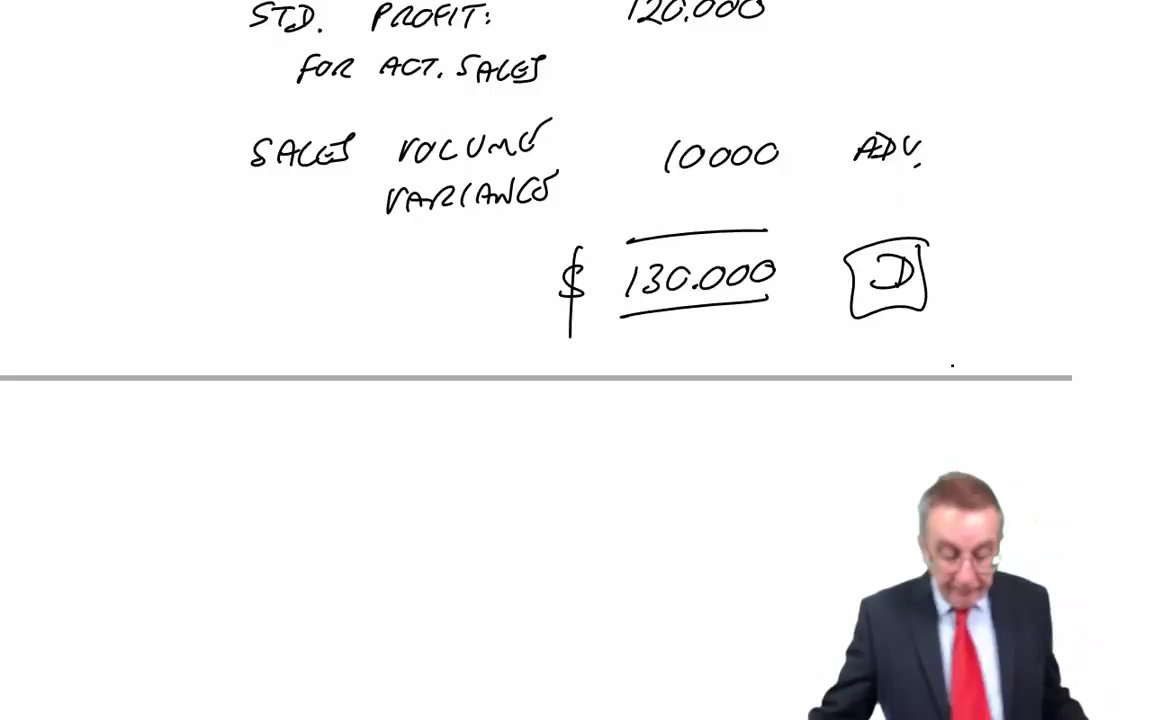 STD. PROFIT: 120.000
FOR ACT. SALES
SALES VOLUME 10000 ADV.
VARIANCE
$ 130.000 D